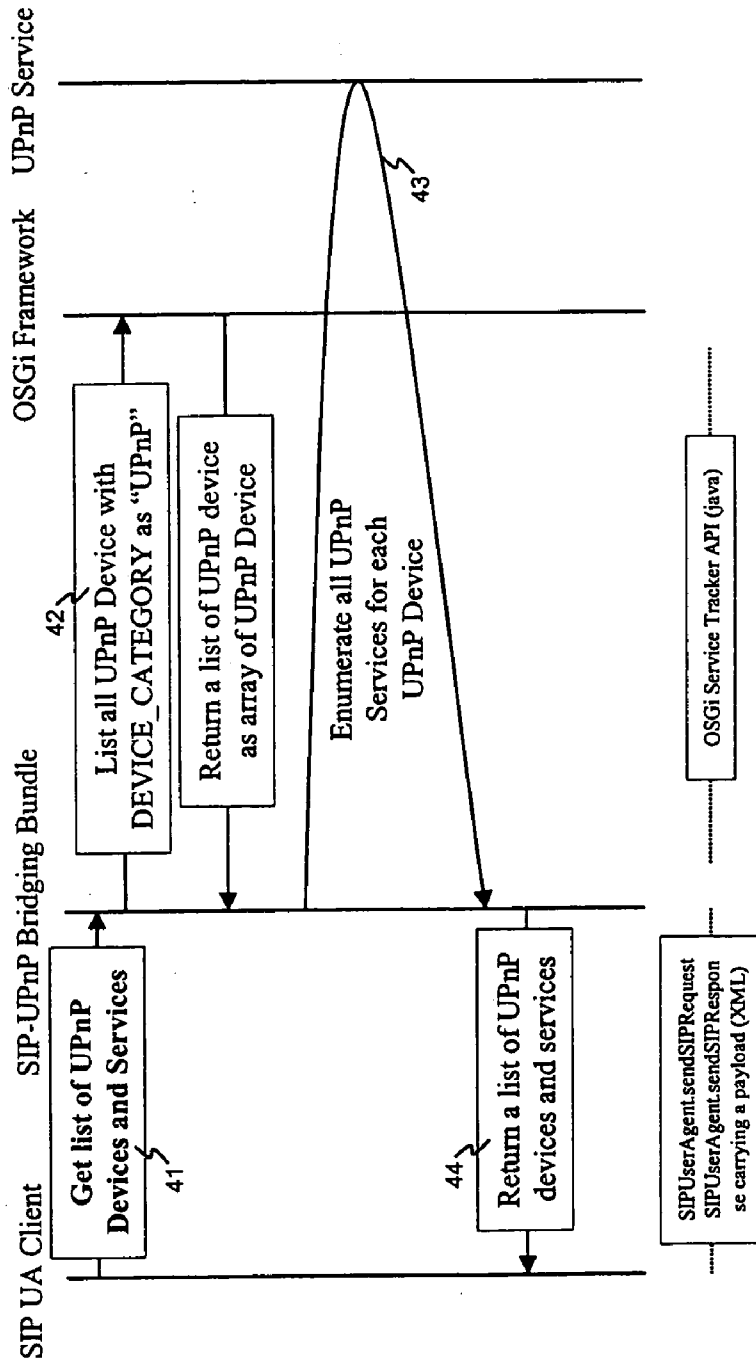 SIP UA Client
SIP-UPnP Bridging Bundle
OSGi Framework
UPnP Service
Get list of UPnP
Devices and Services
41
42
List all UPnP Device with
DEVICE_CATEGORY as “UPnP”
Return a list of UPnP device
as array of UPnP Device
Enumerate all UPnP
Services for each
UPnP Device
43
44
Return a list of UPnP
devices and services
SIPUserAgent.sendSIPRequest
SIPUserAgent.sendSIPRespon
se carrying a payload (XML)
OSGi Service Tracker API (java)